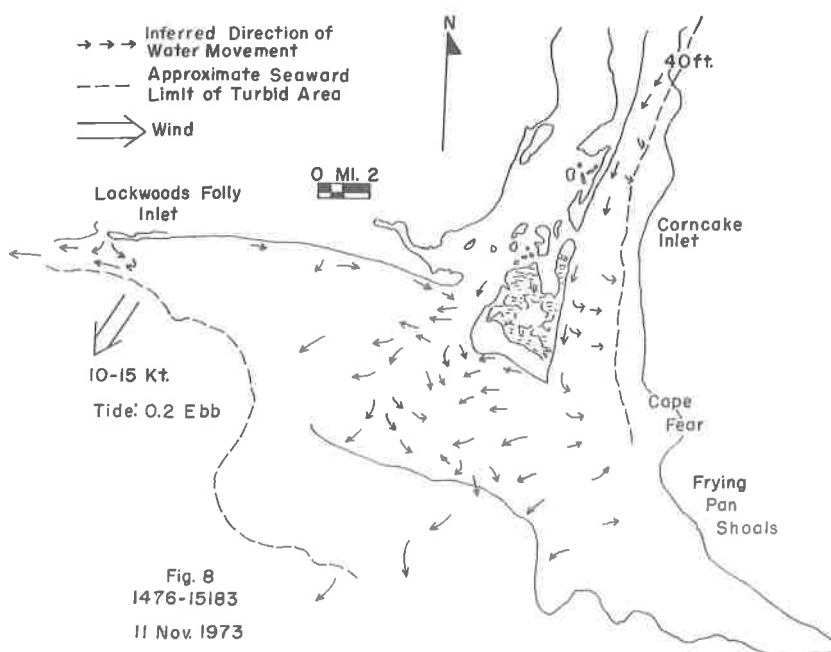 Inferred Direction of
Water Movement
Approximate Seaward
Limit of Turbid Area
Wind
N
40ft.
0 MI. 2
Lockwoods Folly
Inlet
Corncake
Inlet
10-15 Kt.
Tide: 0.2 Ebb
Cape
Fear
Frying
Pan
Shoals
Fig. 8
1476-15183
11 Nov. 1973